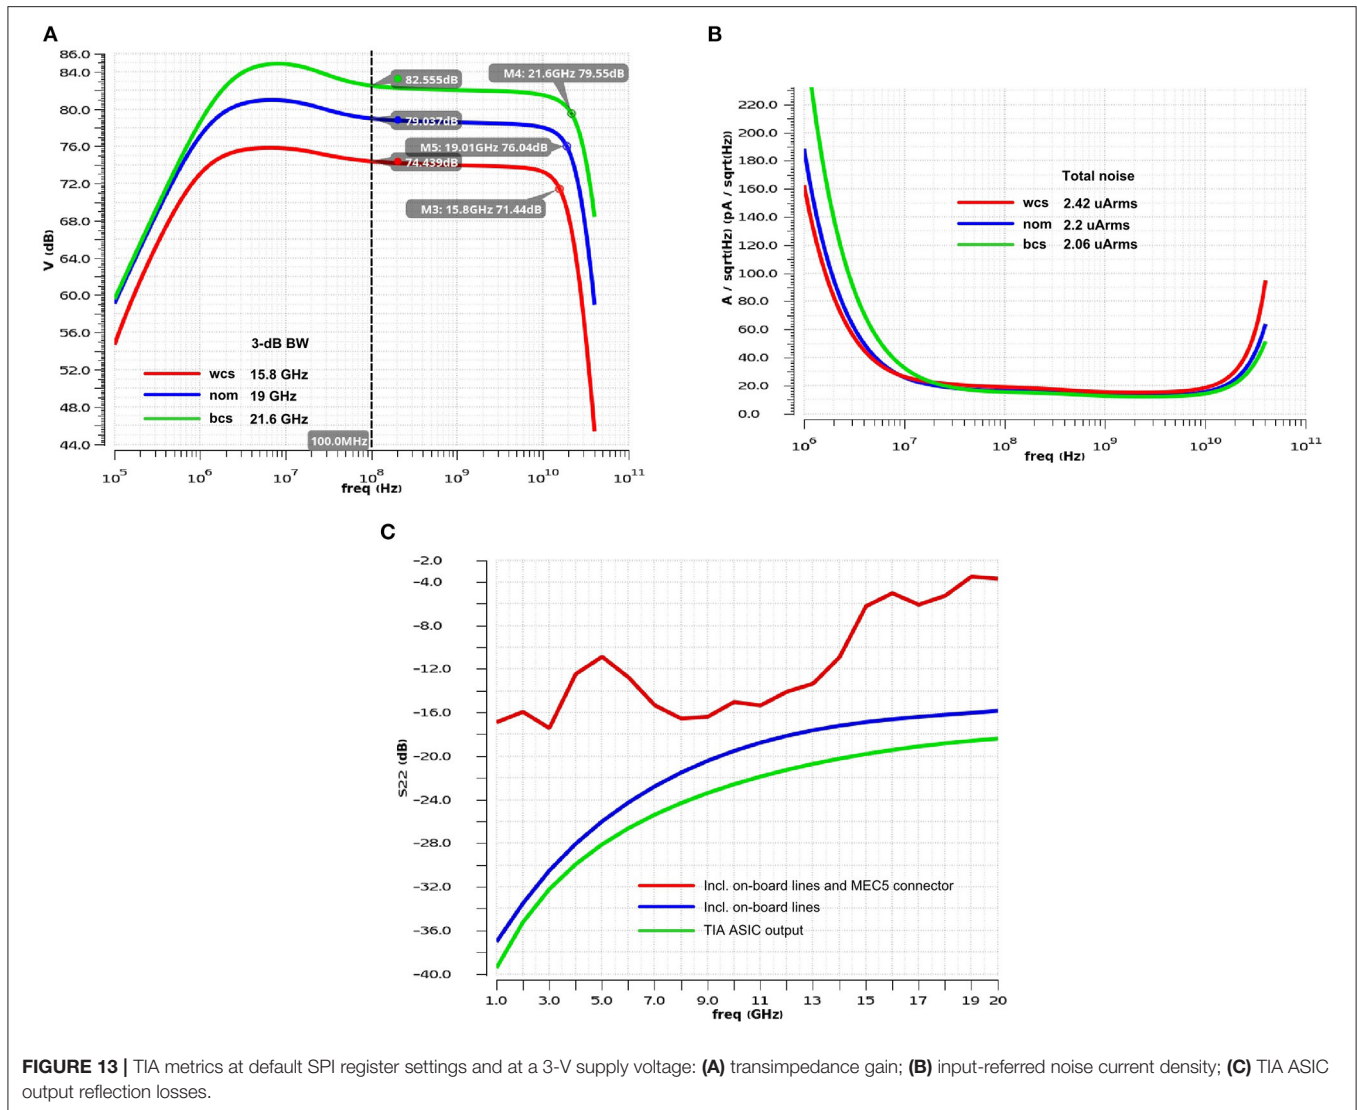 A
86.0
84.0
80.0
76.0
72.0
68.0
64.0
60.0
56.0
52.0
48.0
44.0
V (dB)
82.555dB
79.037dB
74.439dB
M4: 21.6GHz 79.55dB
M5: 19.01GHz 76.04dB
M3: 15.8GHz 71.44dB
3-dB BW
wcs 15.8 GHz
nom 19 GHz
bcs 21.6 GHz
100.0MHz
10^5 10^6 10^7 10^8 10^9 10^10 10^11
freq (Hz)
B
220.0
200.0
180.0
160.0
140.0
120.0
100.0
80.0
60.0
40.0
20.0
0.0
A / sqrt(Hz) (pA / sqrt(Hz)
Total noise
wcs 2.42 uArms
nom 2.2 uArms
bcs 2.06 uArms
10^6 10^7 10^8 10^9 10^10 10^11
freq (Hz)
C
-2.0
-4.0
-8.0
-12.0
-16.0
-20.0
-24.0
-28.0
-32.0
-36.0
-40.0
S22 (dB)
Incl. on-board lines and MEC5 connector
Incl. on-board lines
TIA ASIC output
1.0 3.0 5.0 7.0 9.0 11 13 15 17 19 20
freq (GHz)
FIGURE 13 | TIA metrics at default SPI register settings and at a 3-V supply voltage: (A) transimpedance gain; (B) input-referred noise current density; (C) TIA ASIC
output reflection losses.